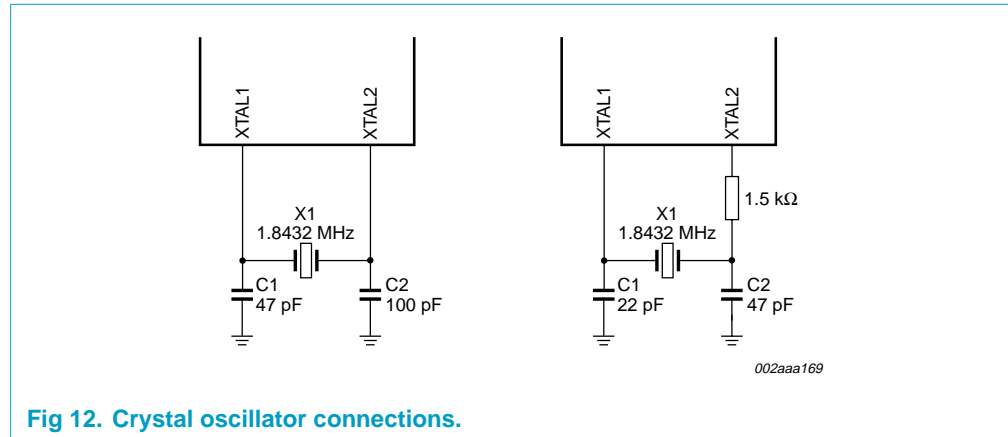 XTAL1
XTAL2
X1
1.8432 MHz
C1
47 pF
C2
100 pF
XTAL1
XTAL2
1.5 kΩ
X1
1.8432 MHz
C1
22 pF
C2
47 pF
002aaa169
Fig 12. Crystal oscillator connections.